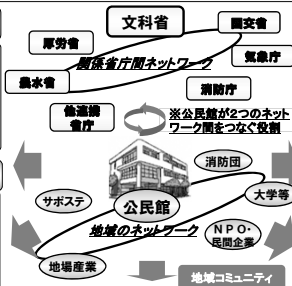 文科省
国交省
厚労省
関係省庁間ネットワーク
気象庁
農水省
消防庁
他連携
省庁
※公民館が2つのネット
ワーク間をつなぐ役割
消防団
サポステ
公民館
大学等
地域のネットワーク
NPO・
民間企業
地場産業
地域コミュニティ